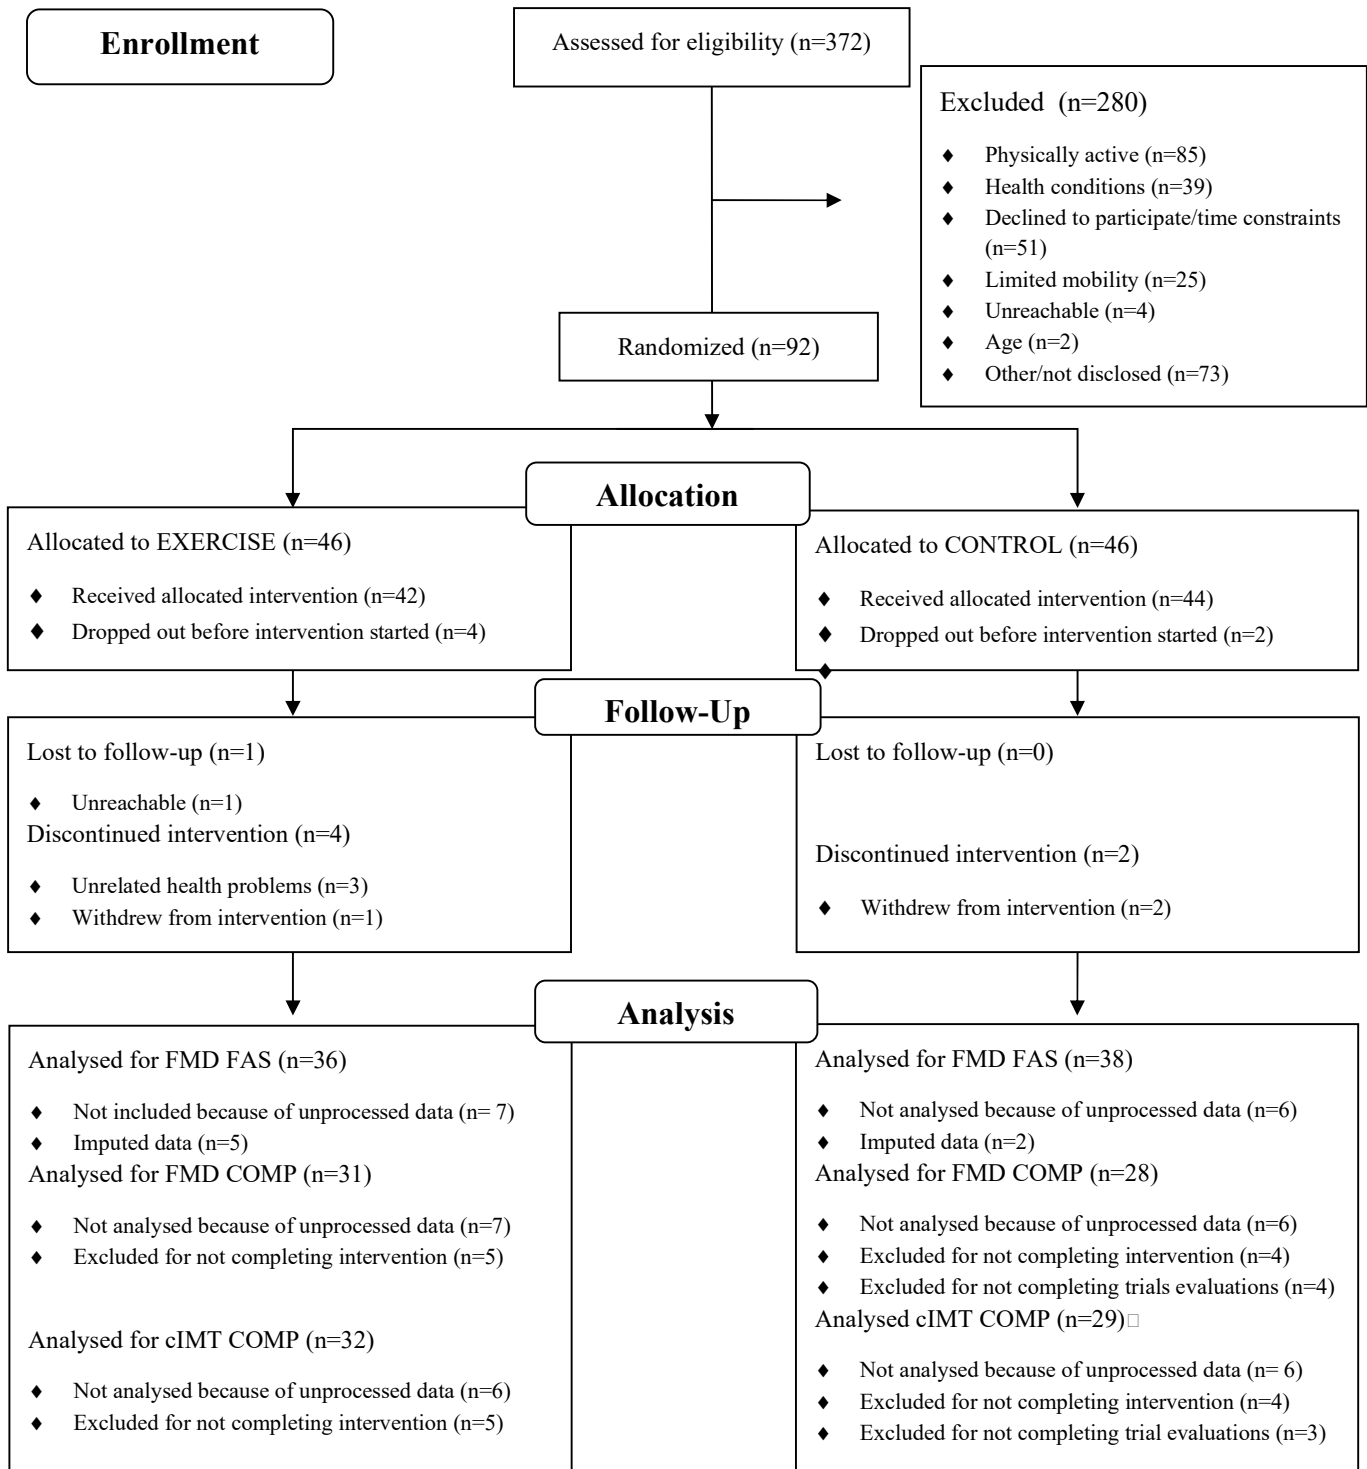 Enrollment
Assessed for eligibility (n=372)
Excluded  (n=280)
♦ Physically active (n=85)
♦ Health conditions (n=39)
♦ Declined to participate/time constraints
(n=51)
♦ Limited mobility (n=25)
♦ Unreachable (n=4)
♦ Age (n=2)
♦ Other/not disclosed (n=73)
Randomized (n=92)
Allocation
Allocated to EXERCISE (n=46)
♦ Received allocated intervention (n=42)
♦ Dropped out before intervention started (n=4)
Allocated to CONTROL (n=46)
♦ Received allocated intervention (n=44)
♦ Dropped out before intervention started (n=2)
♦
Follow-Up
Lost to follow-up (n=1)
♦ Unreachable (n=1)
Discontinued intervention (n=4)
♦ Unrelated health problems (n=3)
♦ Withdrew from intervention (n=1)
Lost to follow-up (n=0)
Discontinued intervention (n=2)
♦ Withdrew from intervention (n=2)
Analysis
Analysed for FMD FAS (n=36)
♦ Not included because of unprocessed data (n= 7)
♦ Imputed data (n=5)
Analysed for FMD COMP (n=31)
♦ Not analysed because of unprocessed data (n=7)
♦ Excluded for not completing intervention (n=5)
Analysed for cIMT COMP (n=32)
♦ Not analysed because of unprocessed data (n=6)
♦ Excluded for not completing intervention (n=5)
Analysed for FMD FAS (n=38)
♦ Not analysed because of unprocessed data (n=6)
♦ Imputed data (n=2)
Analysed for FMD COMP (n=28)
♦ Not analysed because of unprocessed data (n=6)
♦ Excluded for not completing intervention (n=4)
♦ Excluded for not completing trials evaluations (n=4)
Analysed cIMT COMP (n=29)□
♦ Not analysed because of unprocessed data (n= 6)
♦ Excluded for not completing intervention (n=4)
♦ Excluded for not completing trial evaluations (n=3)